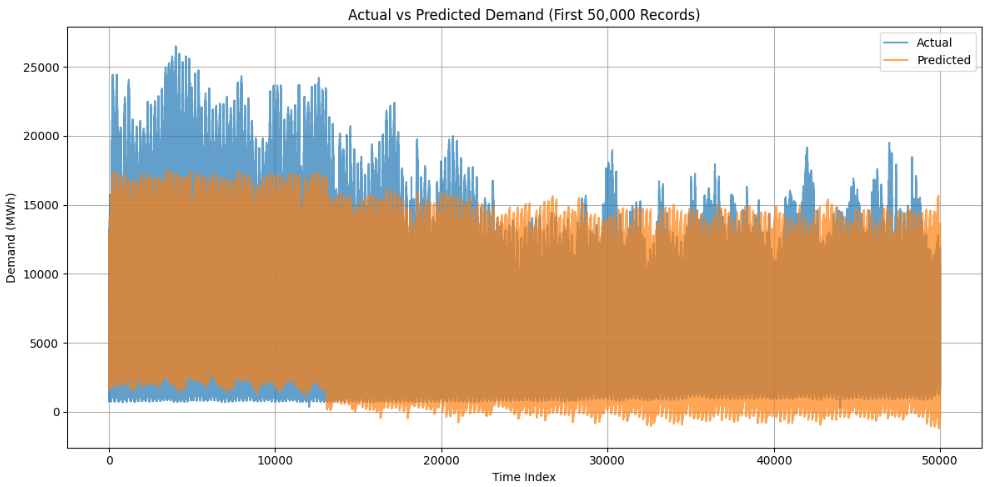 Actual vs Predicted Demand (First 50,000 Records)
Actual
Predicted
Demand (MWh)
25000
20000
15000
10000
5000
0
0 10000 20000 30000 40000 50000
Time Index